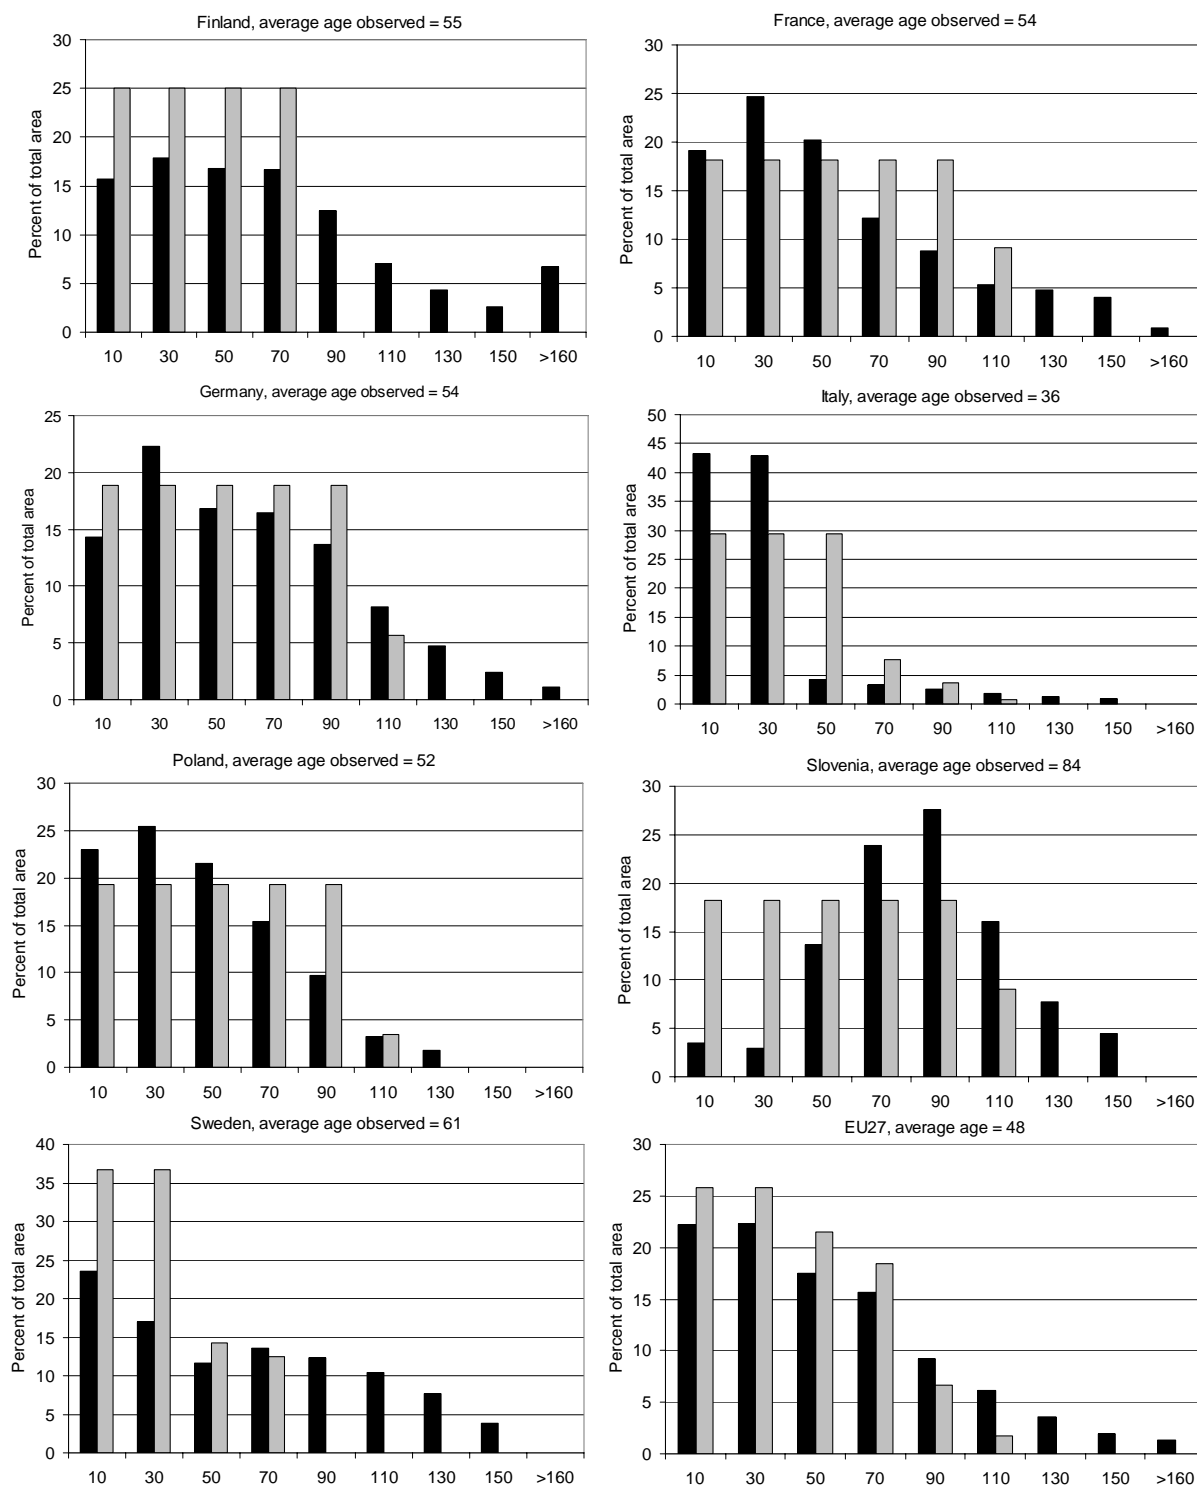 Finland, average age observed = 55
30
25
20
15
10
5
0
Percent of total area
10 30 50 70 90 110 130 150 >160
France, average age observed = 54
30
25
20
15
10
5
0
Percent of total area
10 30 50 70 90 110 130 150 >160
Germany, average age observed = 54
25
20
15
10
5
0
Percent of total area
10 30 50 70 90 110 130 150 >160
Italy, average age observed = 36
50
45
40
35
30
25
20
15
10
5
0
Percent of total area
10 30 50 70 90 110 130 150 >160
Poland, average age observed = 52
30
25
20
15
10
5
0
Percent of total area
10 30 50 70 90 110 130 150 >160
Slovenia, average age observed = 84
30
25
20
15
10
5
0
Percent of total area
10 30 50 70 90 110 130 150 >160
Sweden, average age observed = 61
40
35
30
25
20
15
10
5
0
Percent of total area
10 30 50 70 90 110 130 150 >160
EU27, average age = 48
30
25
20
15
10
5
0
Percent of total area
10 30 50 70 90 110 130 150 >160